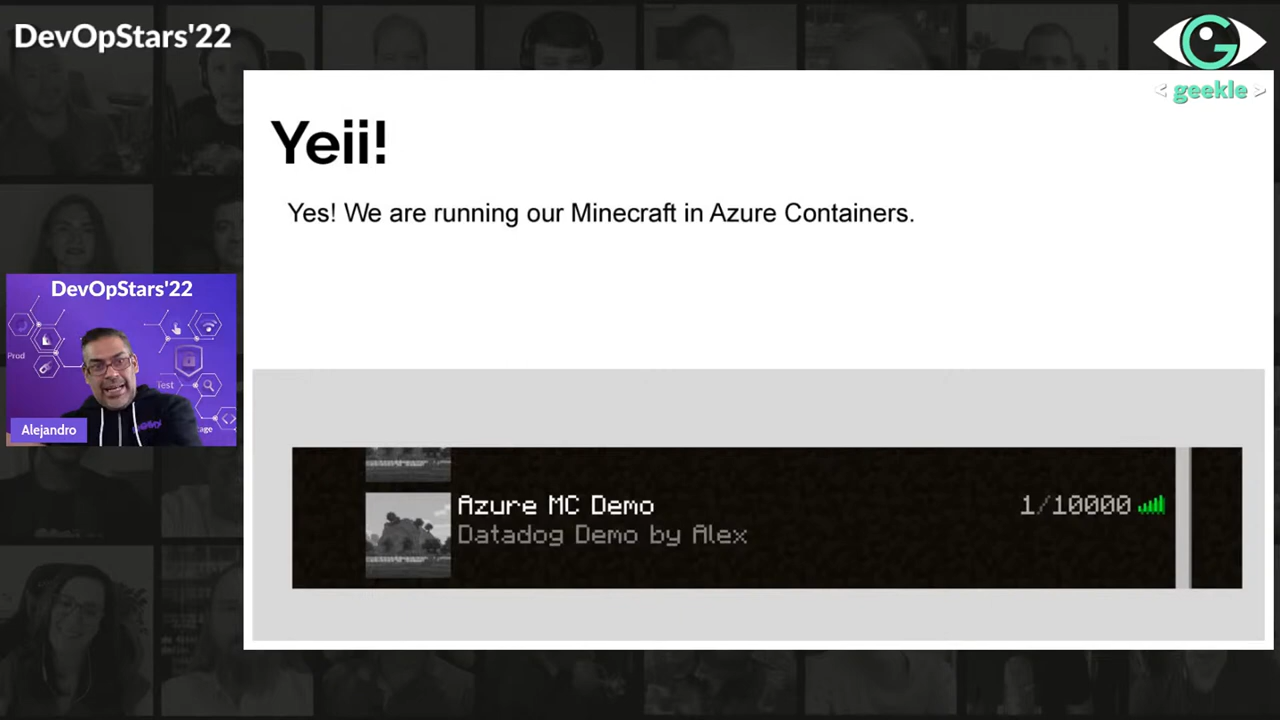 DevOpStars'22
G
< geekle >
Yeii!
Yes! We are running our Minecraft in Azure Containers.
DevOpStars'22
Prod
Test
Alejandro
Azure MC Demo
1/10000
Datadog Demo by Alex